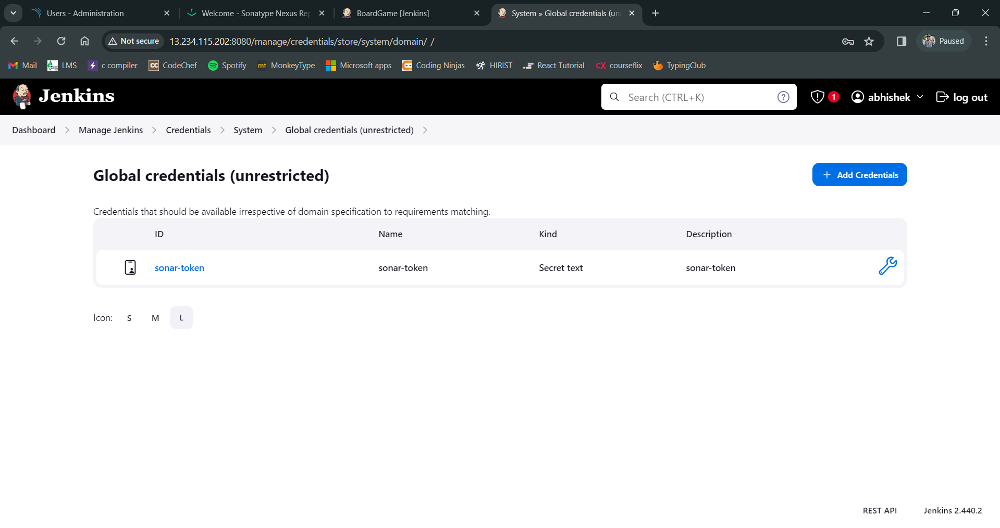 Users - Administration
Welcome - Sonatype Nexus Rep
BoardGame [Jenkins]
System » Global credentials (un
Not secure
13.234.115.202:8080/manage/credentials/store/system/domain/_/
Paused
Mail
LMS
c compiler
CC
CodeChef
Spotify
mt
MonkeyType
Microsoft apps
Coding Ninjas
HIRIST
React Tutorial
CX
courseflix
TypingClub
Jenkins
Search (CTRL+K)
?
1
abhishek
log out
Dashboard
Manage Jenkins
Credentials
System
Global credentials (unrestricted)
Global credentials (unrestricted)
+ Add Credentials
Credentials that should be available irrespective of domain specification to requirements matching.
ID Name Kind Description
sonar-token sonar-token Secret text sonar-token
Icon: S M L
REST API
Jenkins 2.440.2